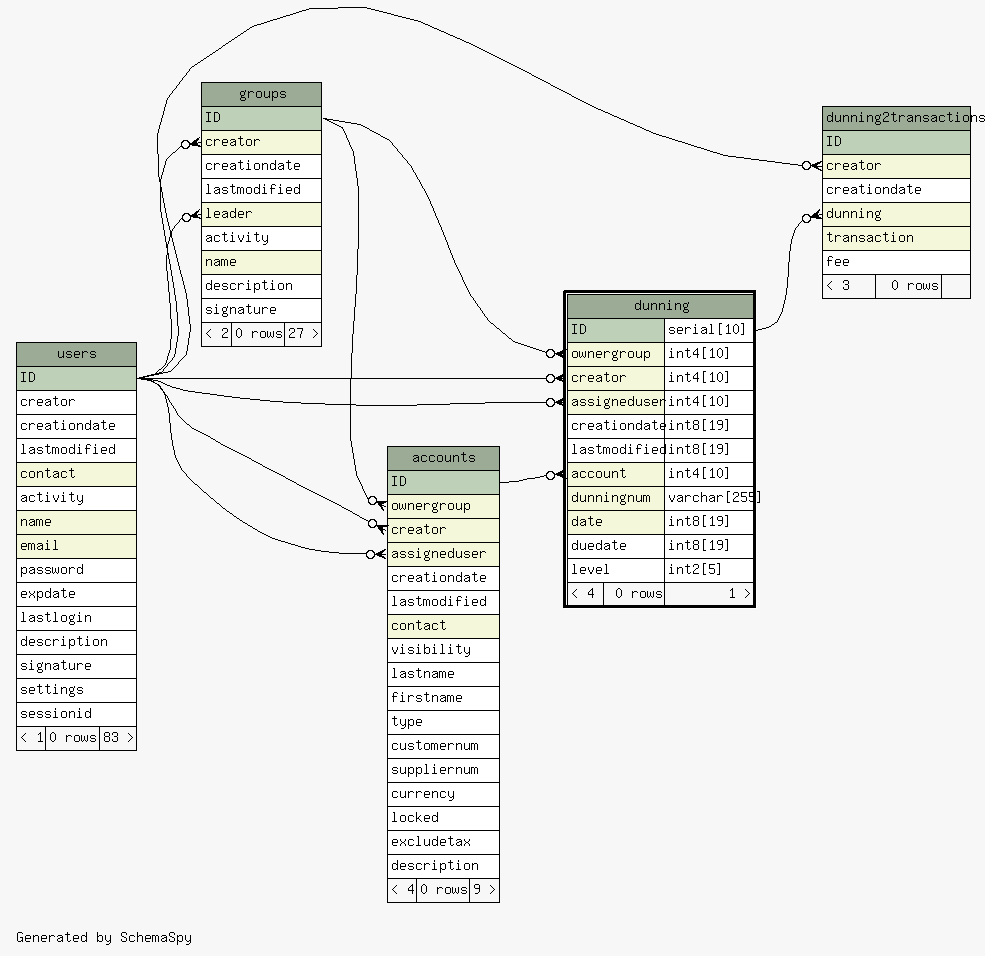 groups
ID
creator
creationdate
lastmodified
leader
activity
name
description
signature
< 2 0 rows 27 >
dunning2transactions
ID
creator
creationdate
dunning
transaction
fee
< 3 0 rows
dunning
ID serial[10]
ownergroup int4[10]
creator int4[10]
assigneduser int4[10]
creationdate int8[19]
lastmodified int8[19]
account int4[10]
dunningnum varchar[255]
date int8[19]
duedate int8[19]
level int2[5]
< 4 0 rows 1 >
users
ID
creator
creationdate
lastmodified
contact
activity
name
email
password
expdate
lastlogin
description
signature
settings
sessionid
< 1 0 rows 83 >
accounts
ID
ownergroup
creator
assigneduser
creationdate
lastmodified
contact
visibility
lastname
firstname
type
customernum
suppliernum
currency
locked
excludetax
description
< 4 0 rows 9 >
Generated by SchemaSpy